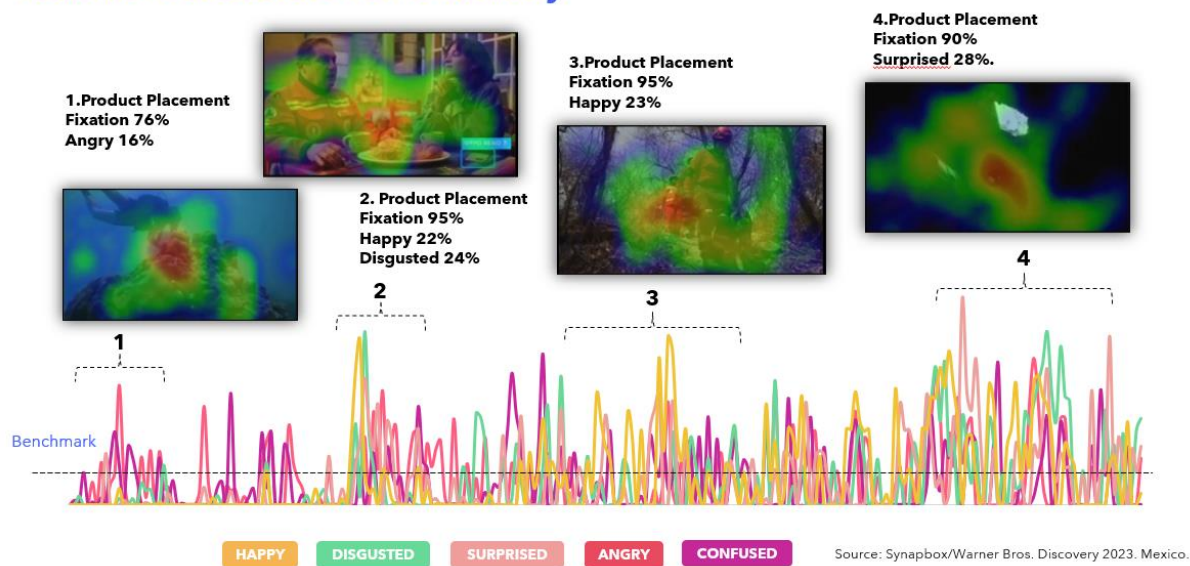 4.Product Placement
Fixation 90%
Surprised 28%.
3.Product Placement
Fixation 95%
Happy 23%
1.Product Placement
Fixation 76%
Angry 16%
2. Product Placement
Fixation 95%
Happy 22%
Disgusted 24%
1
2
3
4
Benchmark
HAPPY
DISGUSTED
SURPRISED
ANGRY
CONFUSED
Source: Synapbox/Warner Bros. Discovery 2023. Mexico.